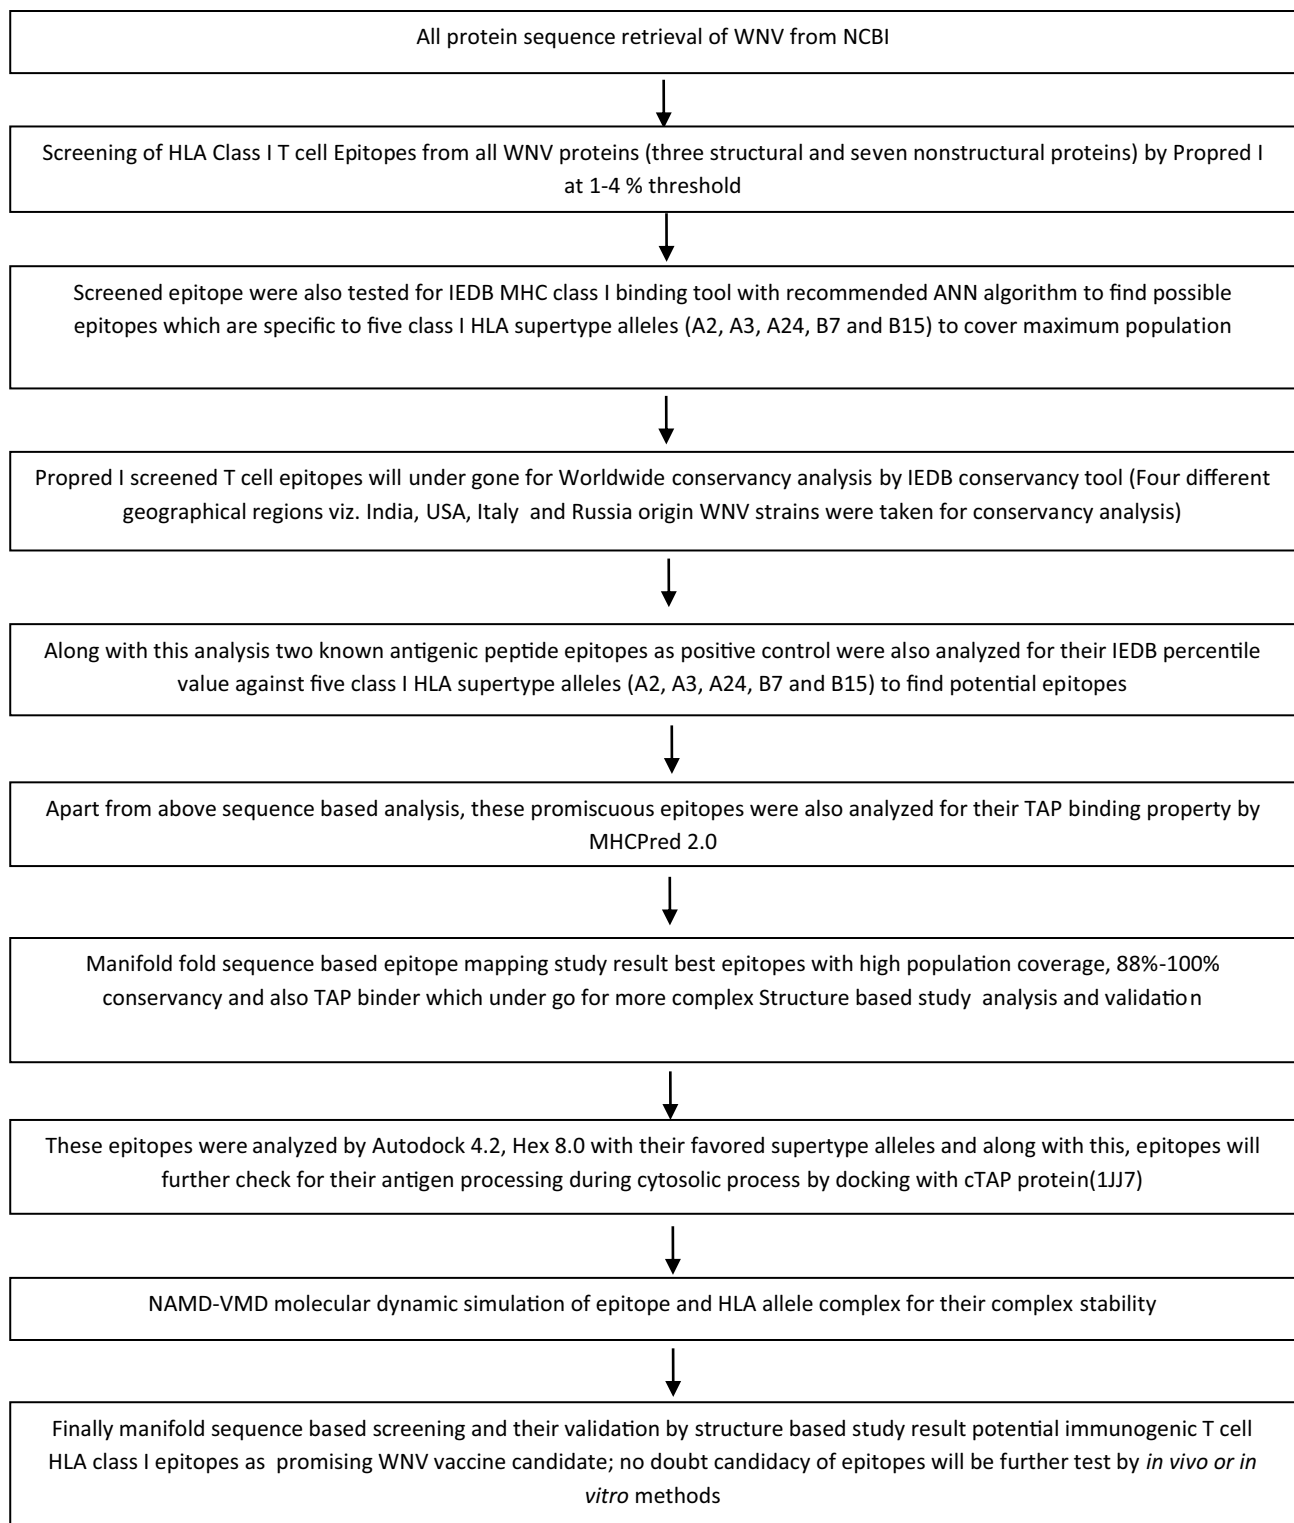 All protein sequence retrieval of WNV from NCBI
Screening of HLA Class I T cell Epitopes from all WNV proteins (three structural and seven nonstructural proteins) by Propred I
at 1-4 % threshold
Screened epitope were also tested for IEDB MHC class I binding tool with recommended ANN algorithm to find possible
epitopes which are specific to five class I HLA supertype alleles (A2, A3, A24, B7 and B15) to cover maximum population
Propred I screened T cell epitopes will under gone for Worldwide conservancy analysis by IEDB conservancy tool (Four different
geographical regions viz. India, USA, Italy and Russia origin WNV strains were taken for conservancy analysis)
Along with this analysis two known antigenic peptide epitopes as positive control were also analyzed for their IEDB percentile
value against five class I HLA supertype alleles (A2, A3, A24, B7 and B15) to find potential epitopes
Apart from above sequence based analysis, these promiscuous epitopes were also analyzed for their TAP binding property by
MHCPred 2.0
Manifold fold sequence based epitope mapping study result best epitopes with high population coverage, 88%-100%
conservancy and also TAP binder which under go for more complex Structure based study analysis and validation
These epitopes were analyzed by Autodock 4.2, Hex 8.0 with their favored supertype alleles and along with this, epitopes will
further check for their antigen processing during cytosolic process by docking with cTAP protein(1JJ7)
NAMD-VMD molecular dynamic simulation of epitope and HLA allele complex for their complex stability
Finally manifold sequence based screening and their validation by structure based study result potential immunogenic T cell
HLA class I epitopes as promising WNV vaccine candidate; no doubt candidacy of epitopes will be further test by in vivo or in
vitro methods